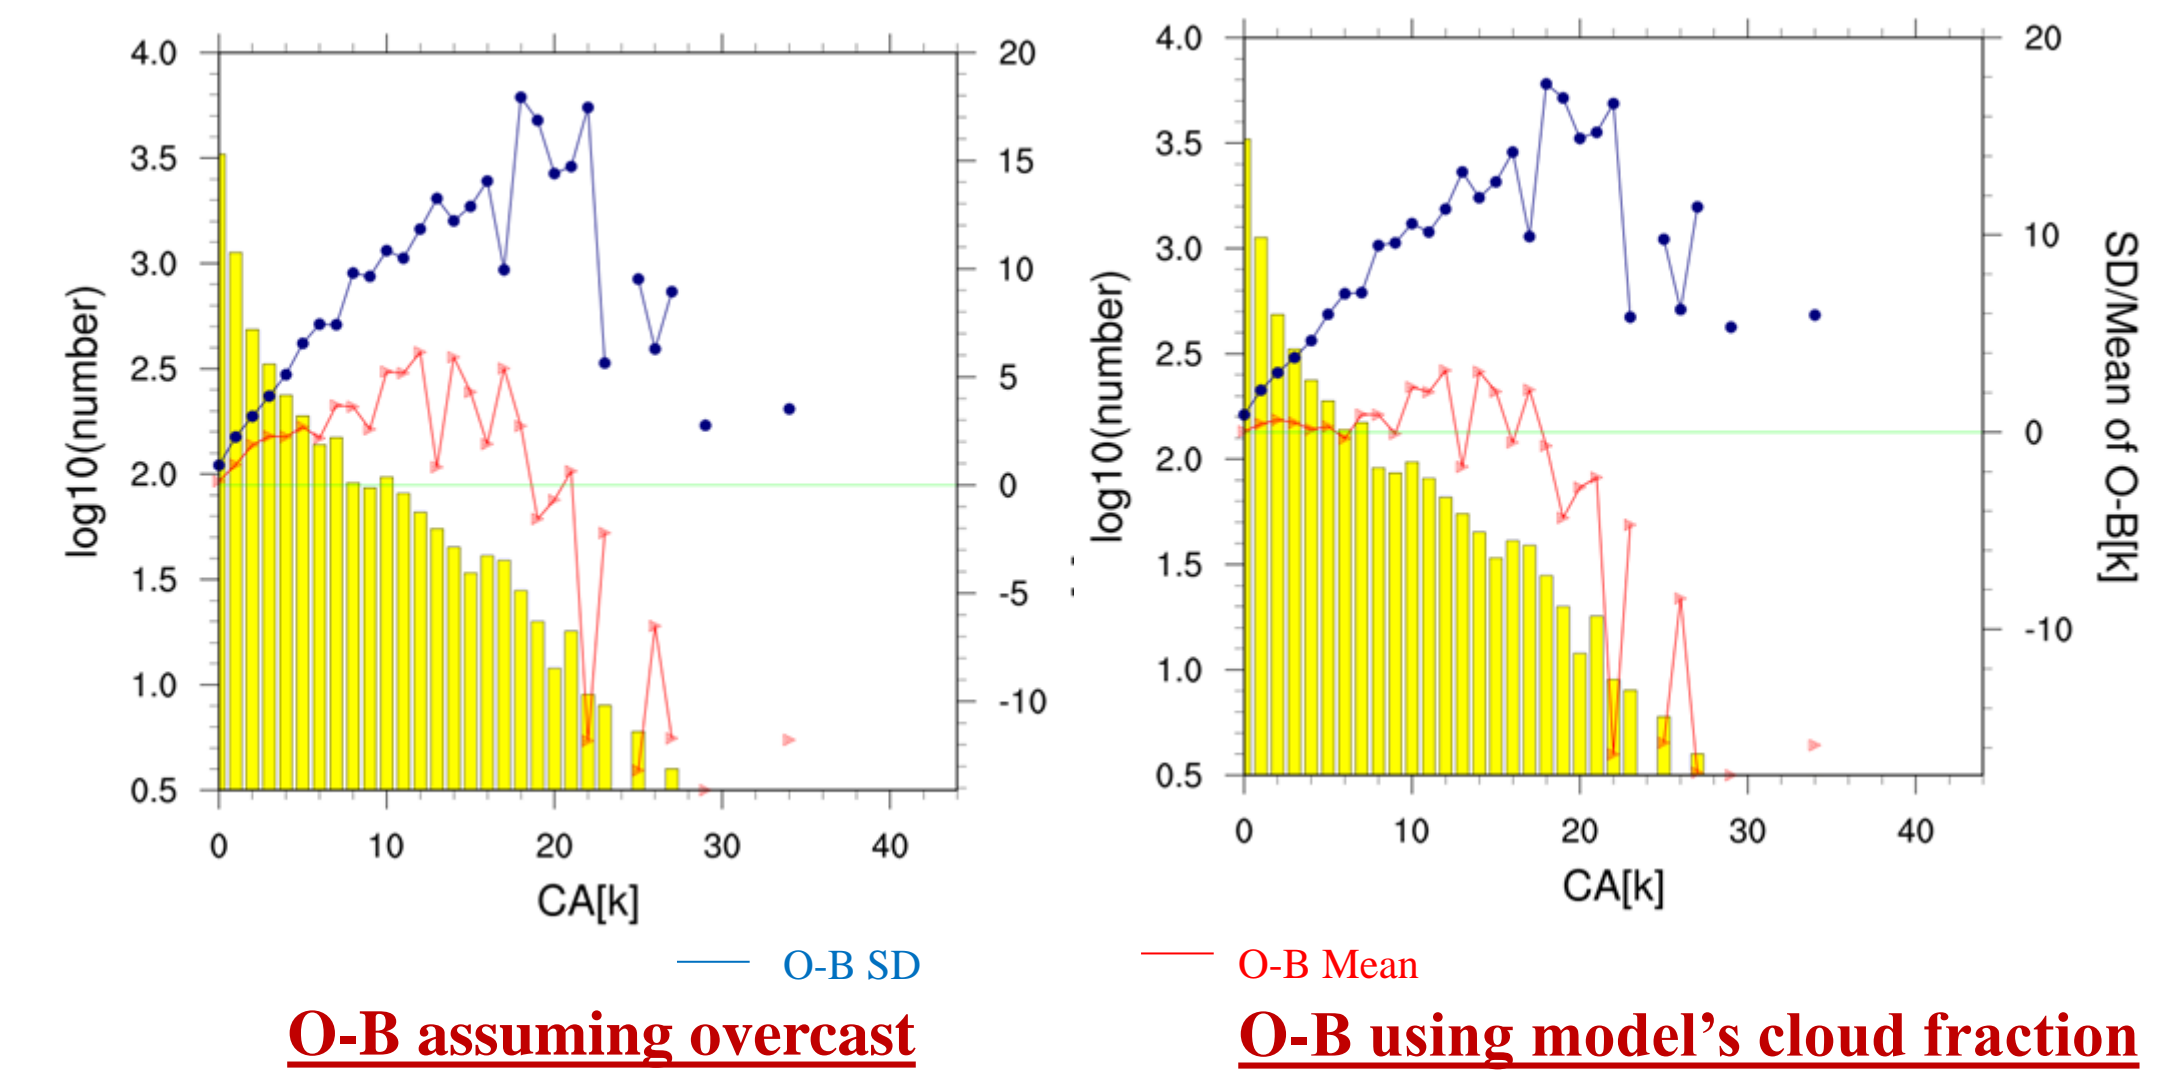 4.0
3.5
3.0
2.5
2.0
1.5
1.0
0.5
log10(number)
20
15
10
5
0
-5
-10
0 10 20 30 40
CA[k]
4.0
3.5
3.0
2.5
2.0
1.5
1.0
0.5
log10(number)
20
10
0
-10
SD/Mean of O-B[k]
0 10 20 30 40
CA[k]
O-B SD
O-B Mean
O-B assuming overcast
O-B using model’s cloud fraction